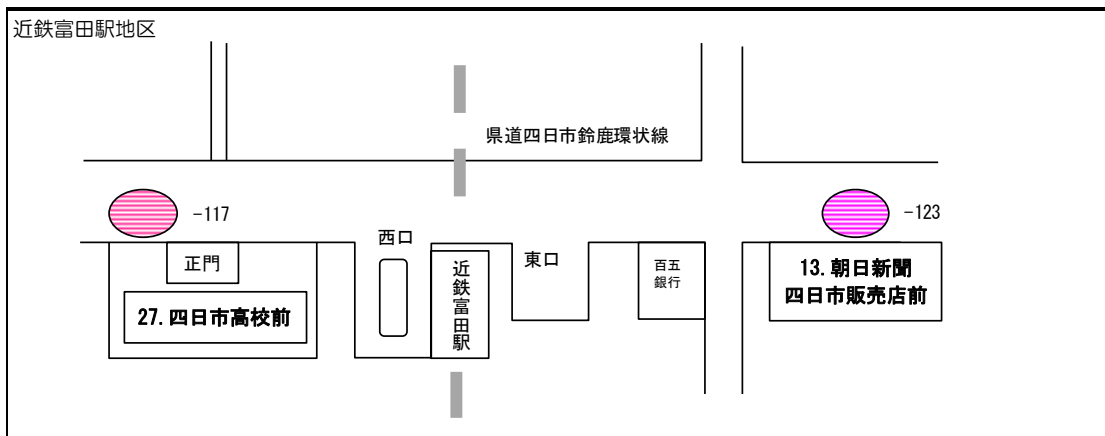 近鉄富田駅地区
県道四日市鈴鹿環状線
-117
-123
西口
東口
正門
近鉄富田駅
百五
銀行
13.朝日新聞
四日市販売店前
27.四日市高校前